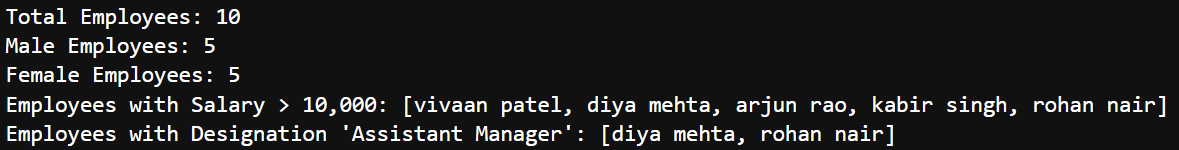 Total Employees: 10
Male Employees: 5
Female Employees: 5
Employees with Salary > 10,000: [vivaan patel, diya mehta, arjun rao, kabir singh, rohan nair]
Employees with Designation 'Assistant Manager': [diya mehta, rohan nair]